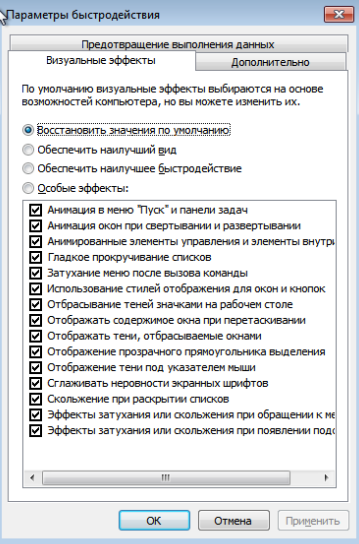 Параметры быстродействия
Предотвращение выполнения данных
Визуальные эффекты
Дополнительно
По умолчанию визуальные эффекты выбираются на основе
возможностей компьютера, но вы можете изменить их.
Восстановить значения по умолчанию
Обеспечить наилучший вид
Обеспечить наилучшее быстродействие
Особые эффекты:
Анимация в меню "Пуск" и панели задач
Анимация окон при свертывании и развертывании
Анимированные элементы управления и элементы внутри
Гладкое прокручивание списков
Затухание меню после вызова команды
Использование стилей отображения для окон и кнопок
Отбрасывание теней значками на рабочем столе
Отображать содержимое окна при перетаскивании
Отображать тени, отбрасываемые окнами
Отображение прозрачного прямоугольника выделения
Отображение тени под указателем мыши
Сглаживать неровности экранных шрифтов
Скольжение при раскрытии списков
Эффекты затухания или скольжения при обращении к ме
Эффекты затухания или скольжения при появлении подс
ОК
Отмена
Применить